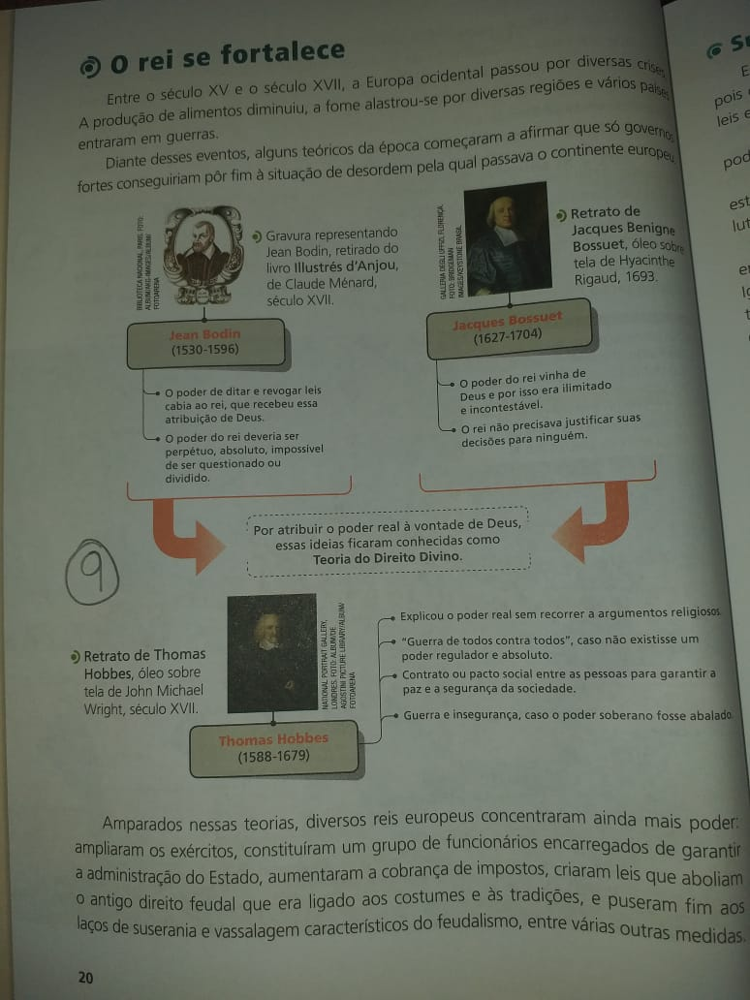 O rei se fortalece
Entre o século XV e o século XVII, a Europa ocidental passou por diversas crises.
A produção de alimentos diminuiu, a fome alastrou-se por diversas regiões e vários países
entraram em guerras.
Diante desses eventos, alguns teóricos da época começaram a afirmar que só governos
fortes conseguiriam pôr fim à situação de desordem pela qual passava o continente europeu
BIBLIOTECA NACIONAL, PARIS. FOTO:
ALBUM/AKG-IMAGES/ALBUM/
FOTOARENA
Gravura representando
Jean Bodin, retirado do
livro Illustrés d'Anjou,
de Claude Ménard,
século XVII.
Jean Bodin
(1530-1596)
O poder de ditar e revogar leis
cabia ao rei, que recebeu essa
atribuição de Deus.
O poder do rei deveria ser
perpétuo, absoluto, impossível
de ser questionado ou
dividido.
GALLERIA DEGLI UFFIZI, FLORENÇA.
FOTO: BRIDGEMAN
IMAGES/KEYSTONE BRASIL
Retrato de
Jacques Benigne
Bossuet, óleo sobre
tela de Hyacinthe
Rigaud, 1693.
Jacques Bossuet
(1627-1704)
O poder do rei vinha de
Deus e por isso era ilimitado
e incontestável.
O rei não precisava justificar suas
decisões para ninguém.
Por atribuir o poder real à vontade de Deus,
essas ideias ficaram conhecidas como
Teoria do Direito Divino.
9
Retrato de Thomas
Hobbes, óleo sobre
tela de John Michael
Wright, século XVII.
NATIONAL PORTRAIT GALLERY,
LONDRES. FOTO: ALBUM/DE
AGOSTINI PICTURE LIBRARY/ALBUM/
FOTOARENA
Thomas Hobbes
(1588-1679)
Explicou o poder real sem recorrer a argumentos religiosos.
"Guerra de todos contra todos", caso não existisse um
poder regulador e absoluto.
Contrato ou pacto social entre as pessoas para garantir a
paz e a segurança da sociedade.
Guerra e insegurança, caso o poder soberano fosse abalado
Amparados nessas teorias, diversos reis europeus concentraram ainda mais poder:
ampliaram os exércitos, constituíram um grupo de funcionários encarregados de garantir
a administração do Estado, aumentaram a cobrança de impostos, criaram leis que aboliam
o antigo direito feudal que era ligado aos costumes e às tradições, e puseram fim aos
laços de suserania e vassalagem característicos do feudalismo, entre várias outras medidas.
20
pois
leis e
pod
est
lut